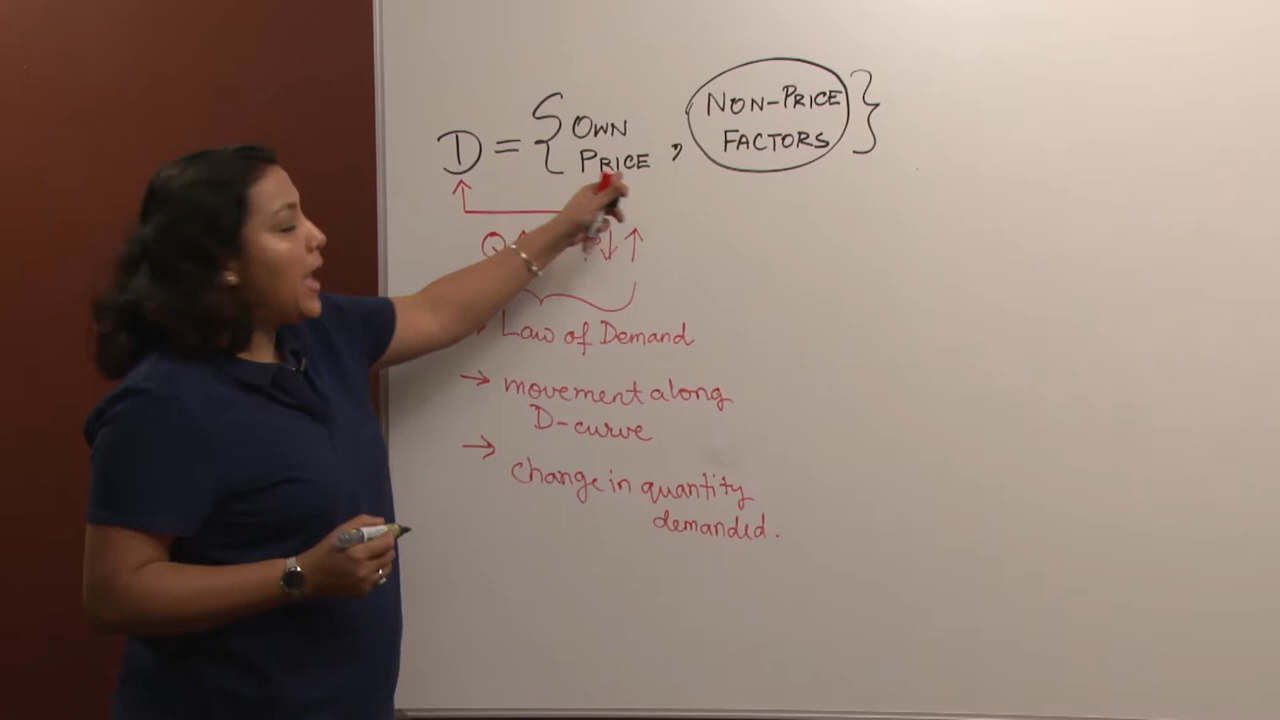 D = { OWN PRICE , NON-PRICE FACTORS }
Q ↓ ↑
→ Law of Demand
→ movement along
D-curve
→ change in quantity
demanded.